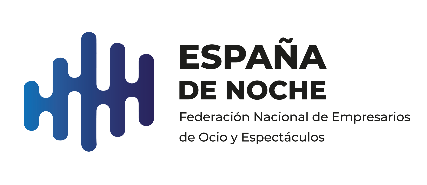 ESPAÑA
DE NOCHE
Federación Nacional de Empresarios
de Ocio y Espectáculos